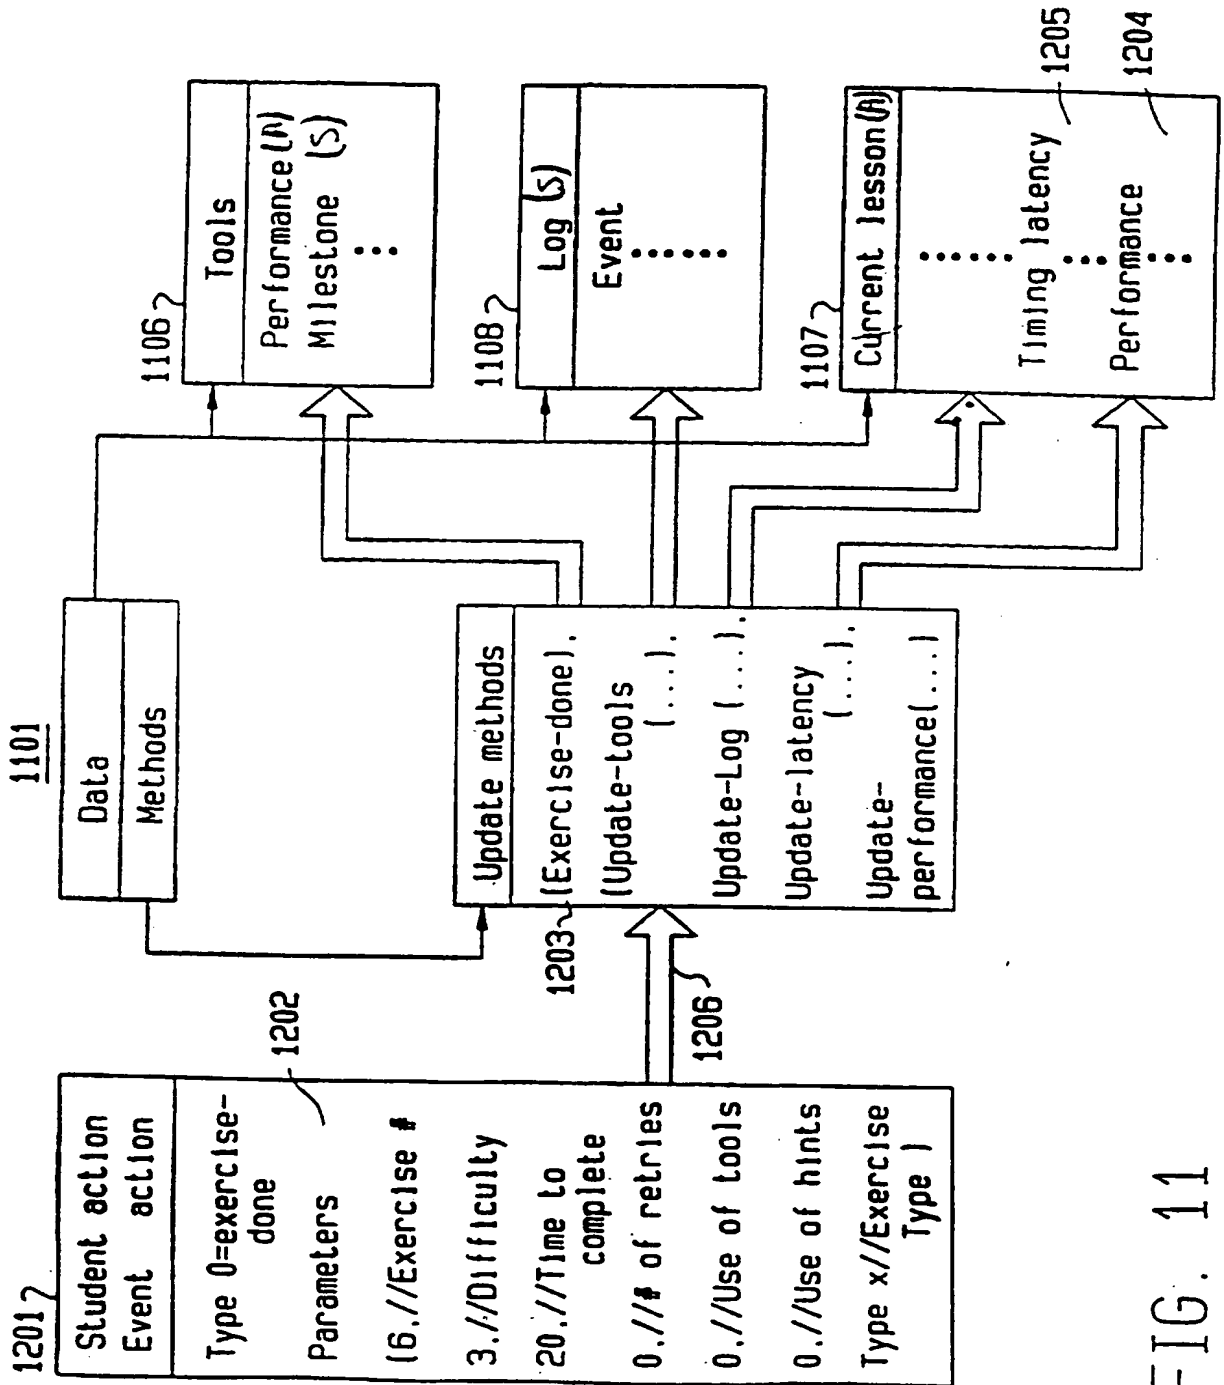 1101
Data
Methods
1201
Student action
Event action
Type 0=exercise-
done
Parameters
1202
(6.//Exercise #
3.//Difficulty
20.//Time to
complete
0.//# of retries
0.//Use of tools
0.//Use of hints
Type x//Exercise
Type )
1206
1203
Update methods
(Exercise-done),
(Update-tools
(...),
Update-Log (...),
Update-latency
(...),
Update-
performance(...)
1106
Tools
Performance(A)
Milestone (S)
1108
Log (S)
Event
1107
Current lesson(A)
Timing latency
1205
Performance
1204
FIG. 11